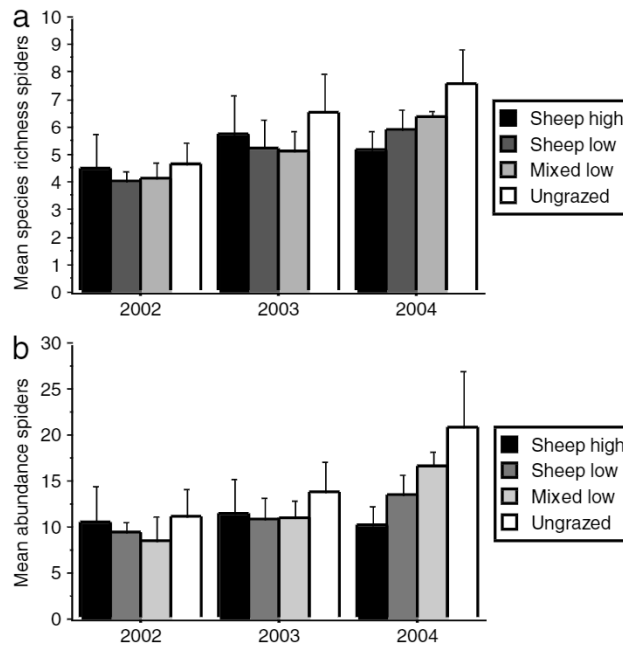 a
Mean species richness spiders
10
9
8
7
6
5
4
3
2
1
0
2002 2003 2004
Sheep high
Sheep low
Mixed low
Ungrazed
b
Mean abundance spiders
30
25
20
15
10
5
0
2002 2003 2004
Sheep high
Sheep low
Mixed low
Ungrazed